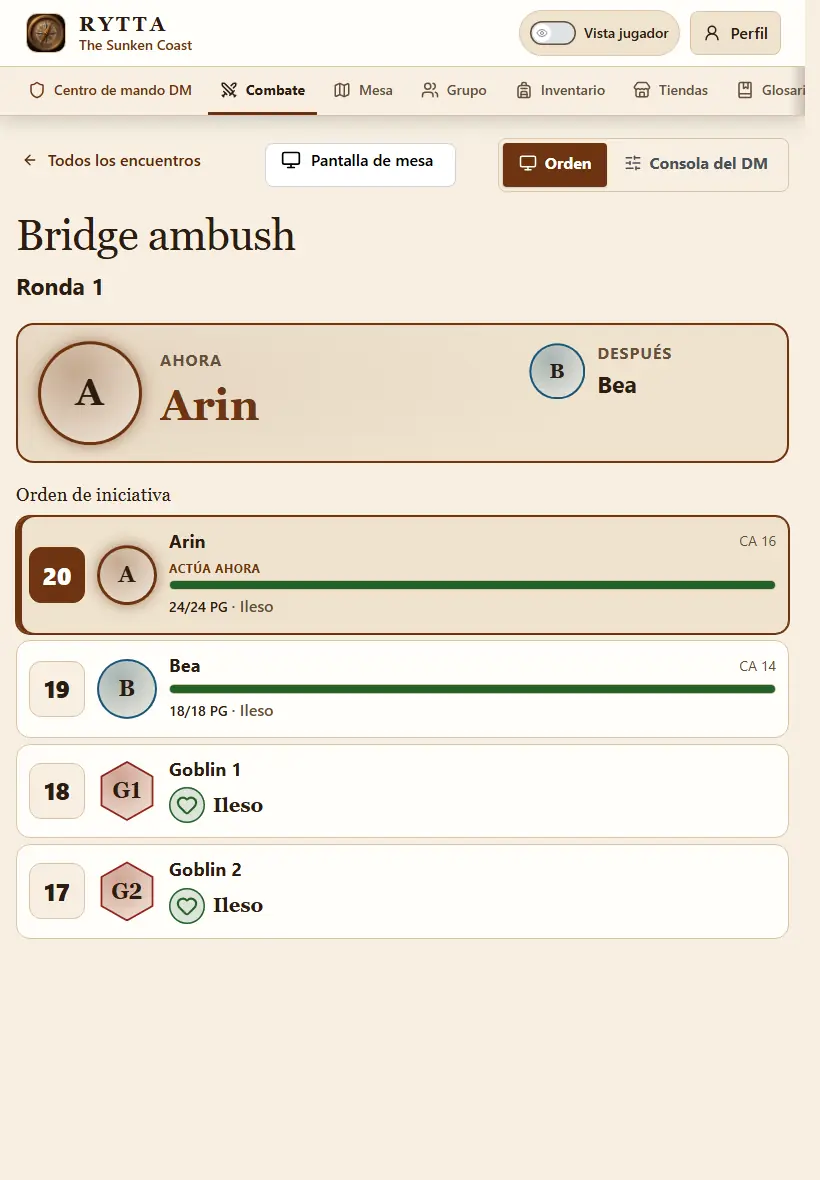 RYTTA
The Sunken Coast
Vista jugador
Perfil
Centro de mando DM
Combate
Mesa
Grupo
Inventario
Tiendas
Glosari
Todos los encuentros
Pantalla de mesa
Orden
Consola del DM
Bridge ambush
Ronda 1
A
AHORA
Arin
B
DESPUÉS
Bea
Orden de iniciativa
20
A
Arin
CA 16
ACTÚA AHORA
24/24 PG · Ileso
19
B
Bea
CA 14
18/18 PG · Ileso
18
G1
Goblin 1
Ileso
17
G2
Goblin 2
Ileso